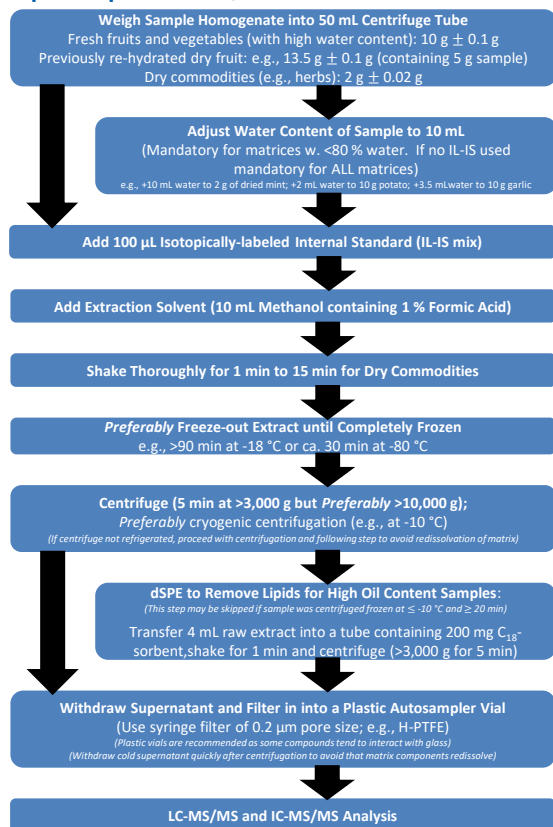 Weigh Sample Homogenate into 50 mL Centrifuge Tube
Fresh fruits and vegetables (with high water content): 10 g ± 0.1 g
Previously re-hydrated dry fruit: e.g., 13.5 g ± 0.1 g (containing 5 g sample)
Dry commodities (e.g., herbs): 2 g ± 0.02 g
Adjust Water Content of Sample to 10 mL
(Mandatory for matrices w. <80 % water. If no IL-IS used
mandatory for ALL matrices)
e.g., +10 mL water to 2 g of dried mint; +2 mL water to 10 g potato; +3.5 mLwater to 10 g garlic
Add 100 µL Isotopically-labeled Internal Standard (IL-IS mix)
Add Extraction Solvent (10 mL Methanol containing 1 % Formic Acid)
Shake Thoroughly for 1 min to 15 min for Dry Commodities
Preferably Freeze-out Extract until Completely Frozen
e.g., >90 min at -18 °C or ca. 30 min at -80 °C
Centrifuge (5 min at >3,000 g but Preferably >10,000 g);
Preferably cryogenic centrifugation (e.g., at -10 °C)
(If centrifuge not refrigerated, proceed with centrifugation and following step to avoid redissolvation of matrix)
dSPE to Remove Lipids for High Oil Content Samples:
(This step may be skipped if sample was centrifuged frozen at ≤ -10 °C and ≥ 20 min)
Transfer 4 mL raw extract into a tube containing 200 mg C18-
sorbent,shake for 1 min and centrifuge (>3,000 g for 5 min)
Withdraw Supernatant and Filter in into a Plastic Autosampler Vial
(Use syringe filter of 0.2 µm pore size; e.g., H-PTFE)
(Plastic vials are recommended as some compounds tend to interact with glass)
(Withdraw cold supernatant quickly after centrifugation to avoid that matrix components redissolve)
LC-MS/MS and IC-MS/MS Analysis